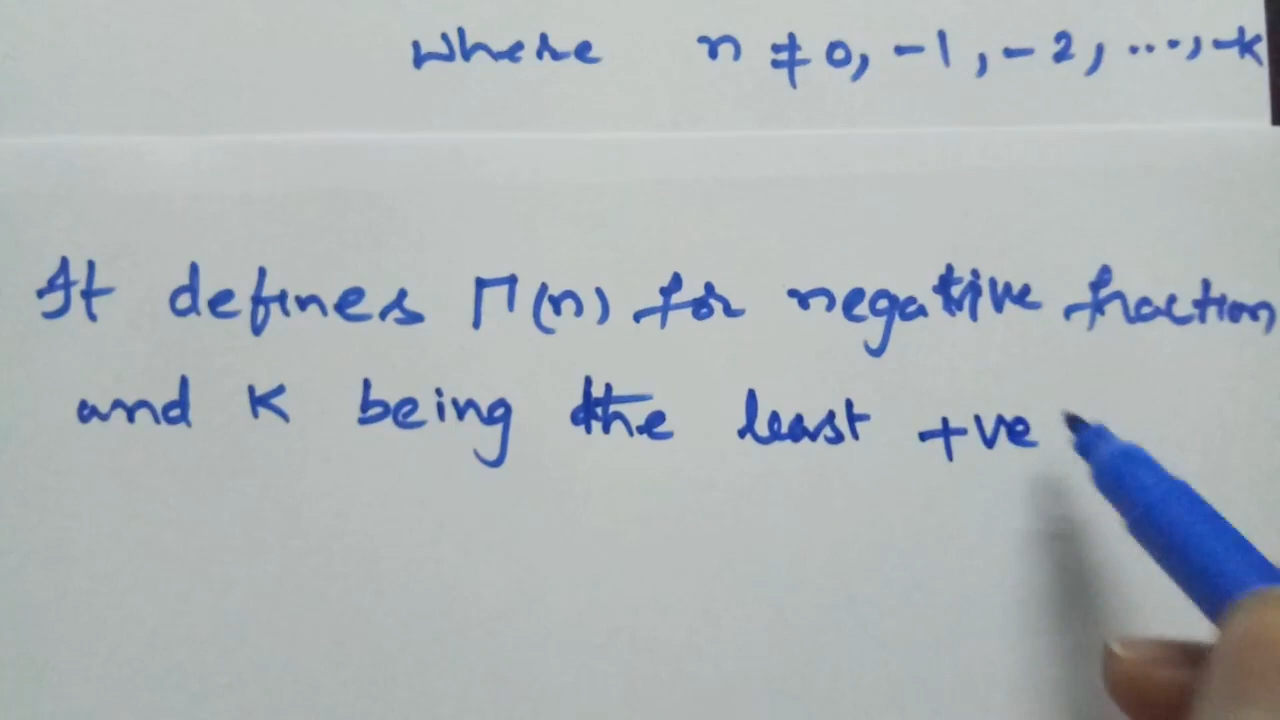 where n ≠ 0, -1, -2, ..., -k
It defines Γ(n) for negative fraction
and K being the least +ve